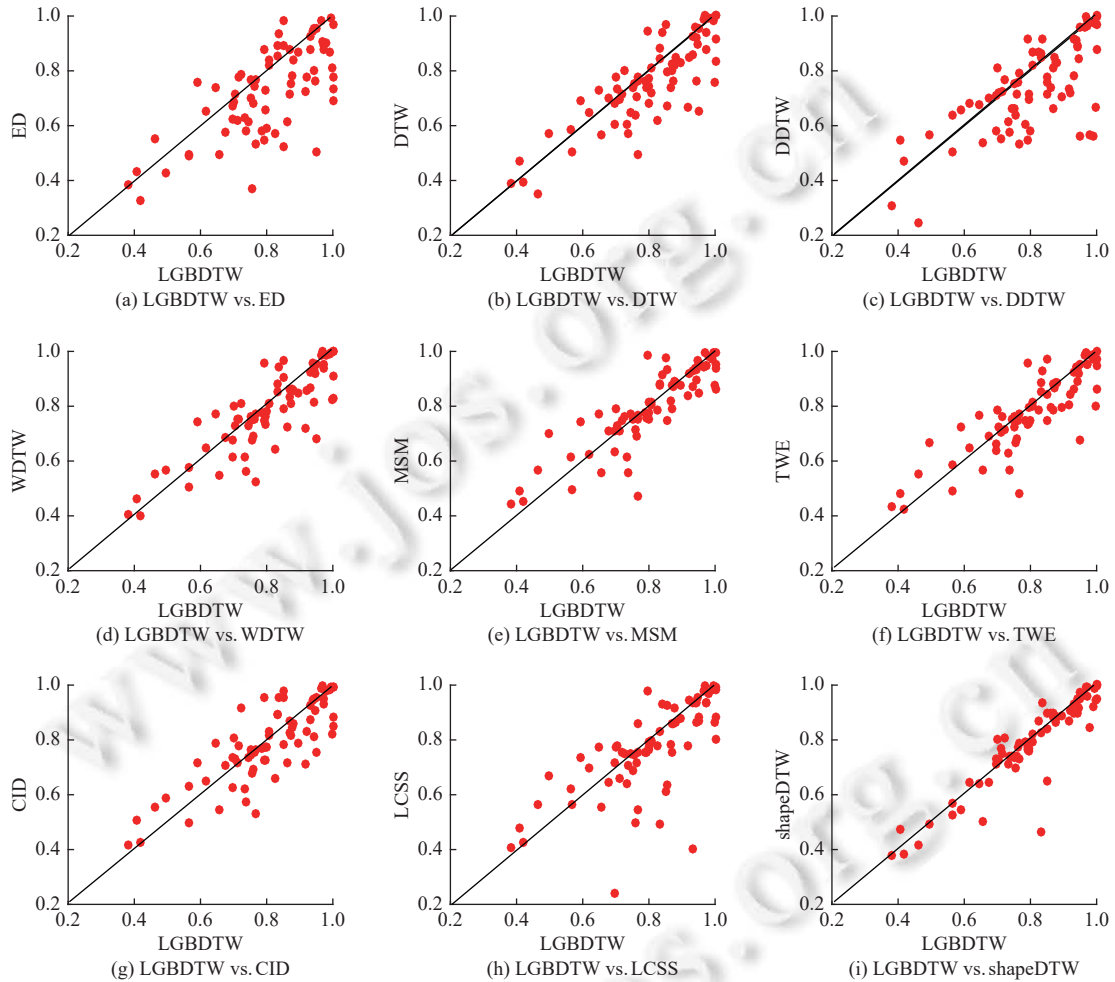 1.0
0.8
0.6
0.4
0.2
ED
0.2 0.4 0.6 0.8 1.0
LGBDTW
(a) LGBDTW vs. ED
1.0
0.8
0.6
0.4
0.2
DTW
0.2 0.4 0.6 0.8 1.0
LGBDTW
(b) LGBDTW vs. DTW
1.0
0.8
0.6
0.4
0.2
DDTW
0.2 0.4 0.6 0.8 1.0
LGBDTW
(c) LGBDTW vs. DDTW
1.0
0.8
0.6
0.4
0.2
WDTW
0.2 0.4 0.6 0.8 1.0
LGBDTW
(d) LGBDTW vs. WDTW
1.0
0.8
0.6
0.4
0.2
MSM
0.2 0.4 0.6 0.8 1.0
LGBDTW
(e) LGBDTW vs. MSM
1.0
0.8
0.6
0.4
0.2
TWE
0.2 0.4 0.6 0.8 1.0
LGBDTW
(f) LGBDTW vs. TWE
1.0
0.8
0.6
0.4
0.2
CID
0.2 0.4 0.6 0.8 1.0
LGBDTW
(g) LGBDTW vs. CID
1.0
0.8
0.6
0.4
0.2
LCSS
0.2 0.4 0.6 0.8 1.0
LGBDTW
(h) LGBDTW vs. LCSS
1.0
0.8
0.6
0.4
0.2
shapeDTW
0.2 0.4 0.6 0.8 1.0
LGBDTW
(i) LGBDTW vs. shapeDTW
www.jos.org.cn
s.org.cn